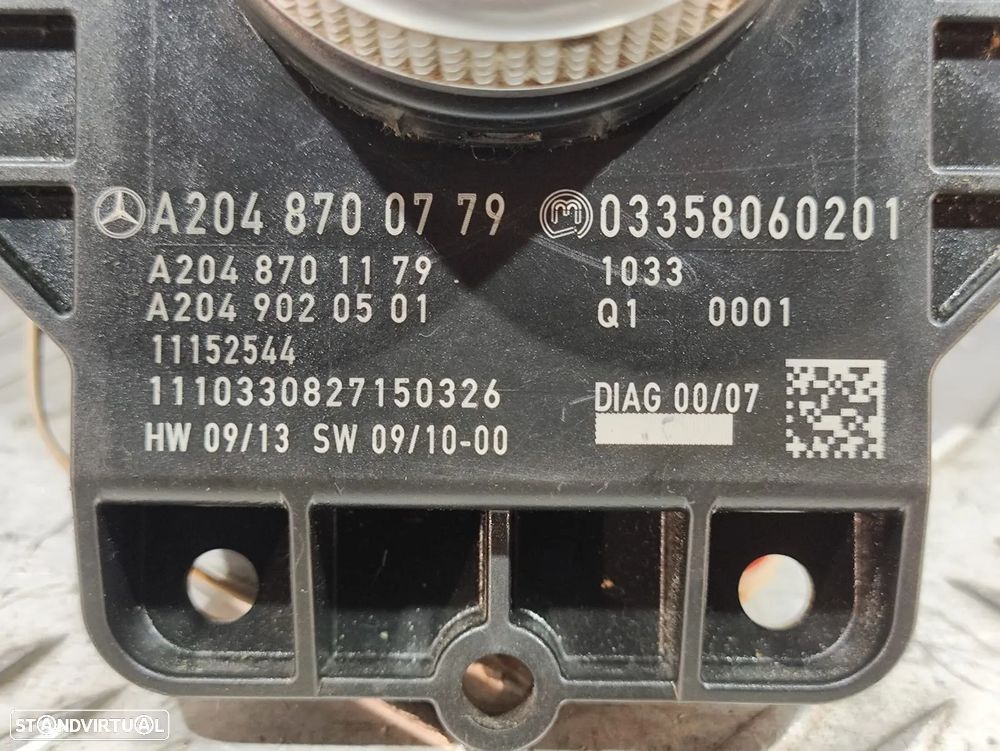 A204 870 07 79 M 03358060201
A204 870 11 79 1033
A204 902 05 01 Q1 0001
11152544
1110330827150326 DIAG 00/07
HW 09/13 SW 09/10-00
STANDVIRTUAL